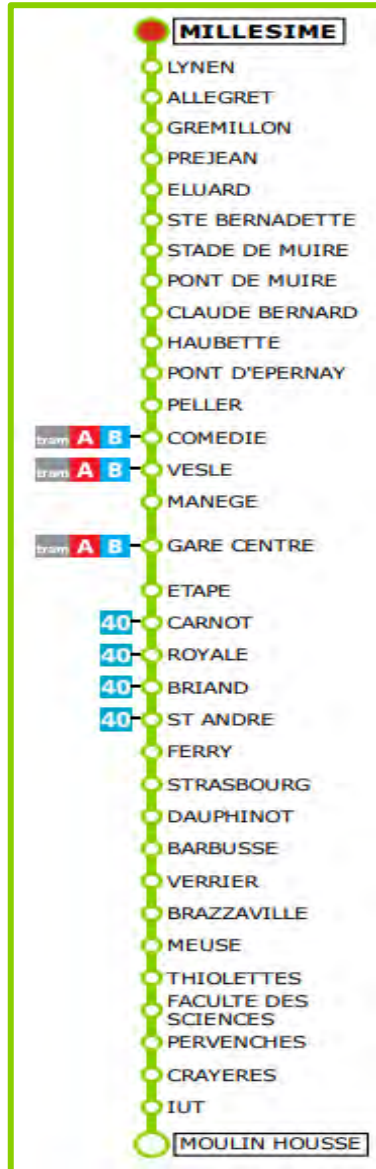 MILLESIME
LYNEN
ALLEGRET
GREMILLON
PREJEAN
ELUARD
STE BERNADETTE
STADE DE MUIRE
PONT DE MUIRE
CLAUDE BERNARD
HAUBETTE
PONT D'EPERNAY
PELLER
tram A B COMEDIE
tram A B VESLE
MANEGE
tram A B GARE CENTRE
ETAPE
40 CARNOT
40 ROYALE
40 BRIAND
40 ST ANDRE
FERRY
STRASBOURG
DAUPHINOT
BARBUSSE
VERRIER
BRAZZAVILLE
MEUSE
THIOLETTES
FACULTE DES
SCIENCES
PERVENCHES
CRAYERES
IUT
MOULIN HOUSSE